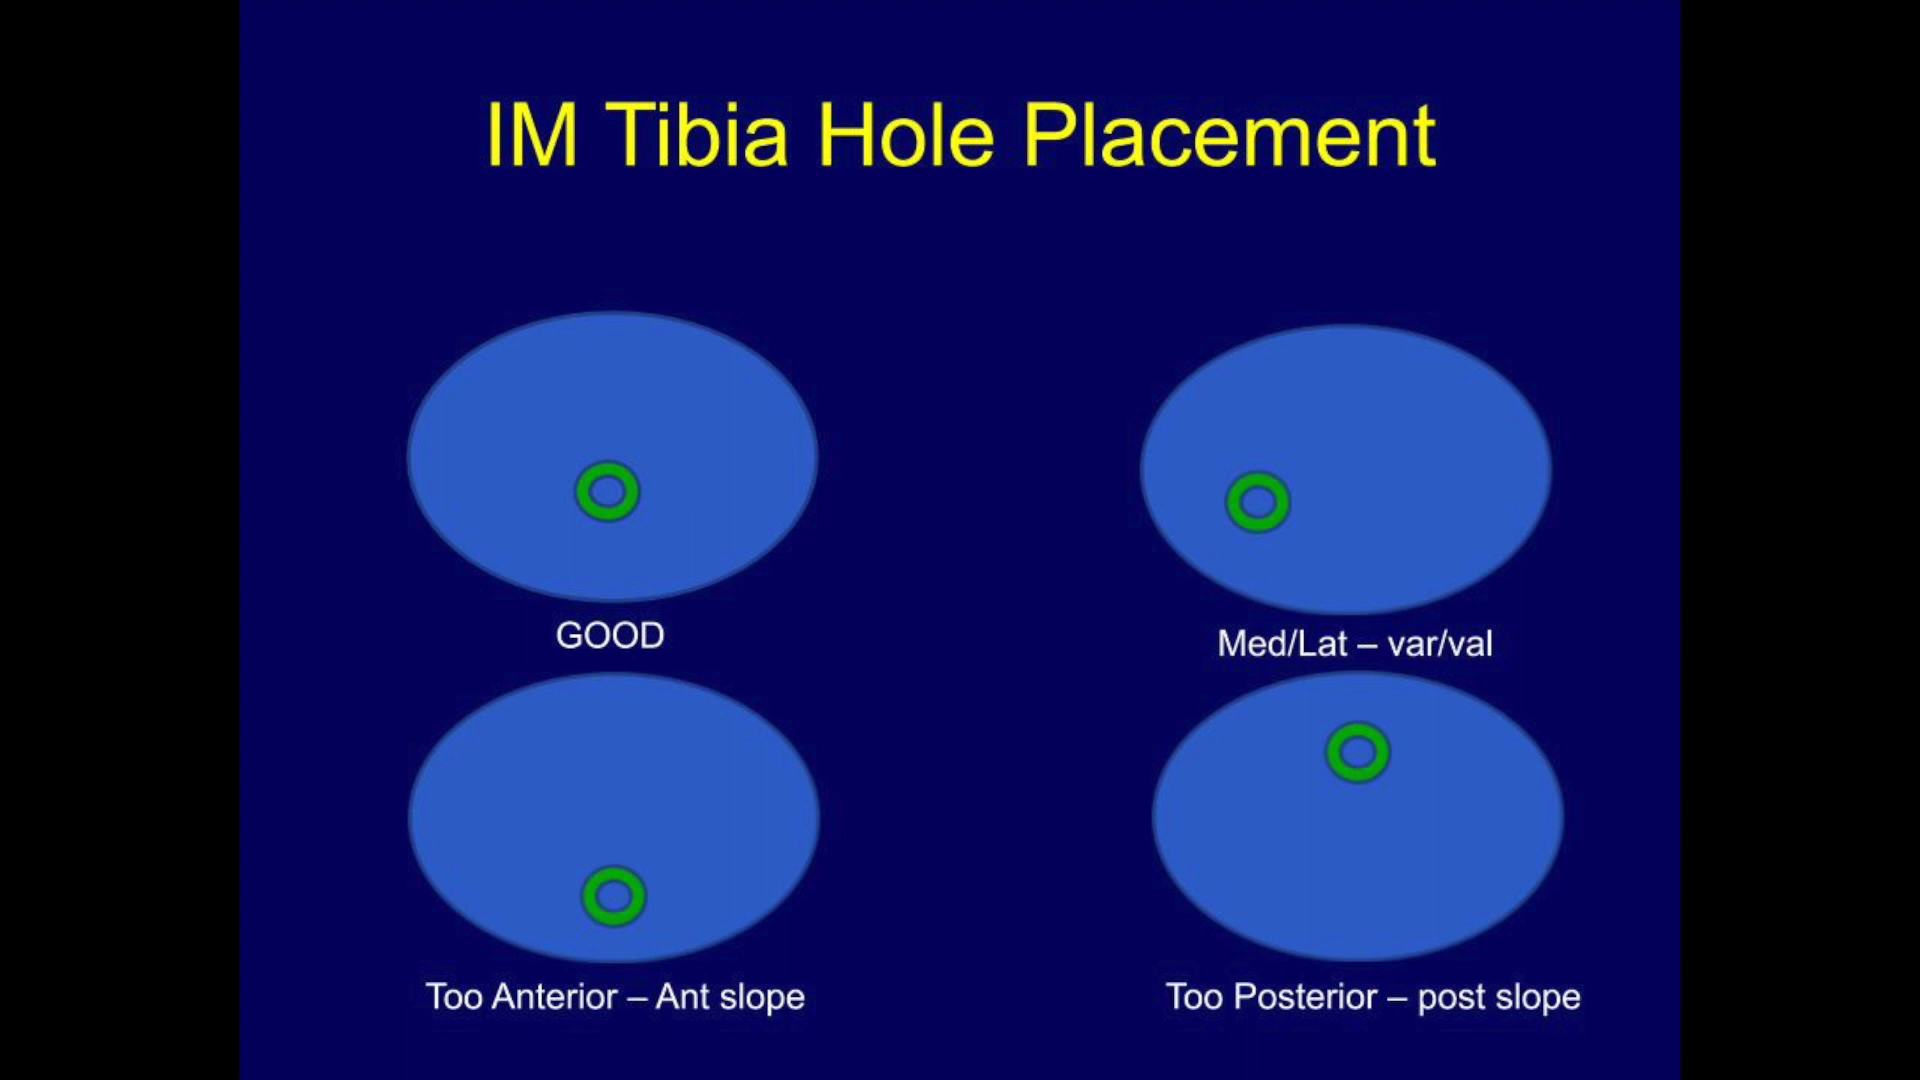 IM Tibia Hole Placement
GOOD
Med/Lat – var/val
Too Anterior – Ant slope
Too Posterior – post slope